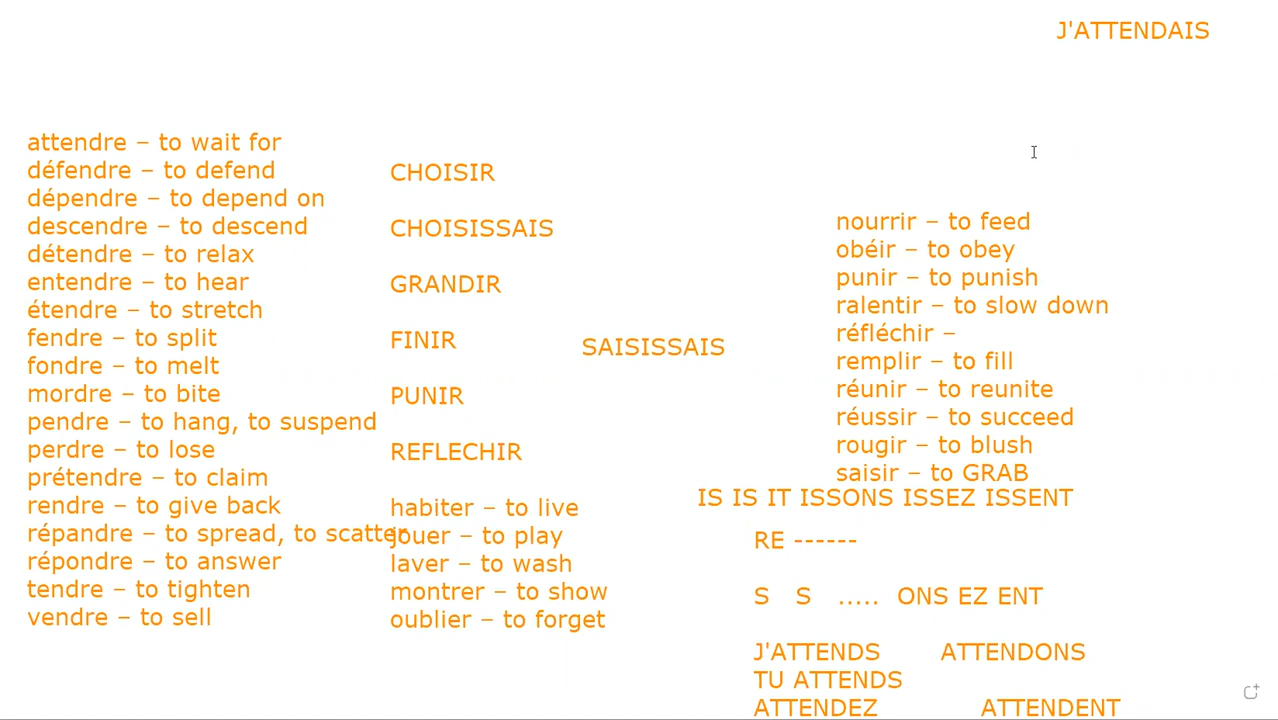 J'ATTENDAIS
attendre – to wait for
défendre – to defend
dépendre – to depend on
descendre – to descend
détendre – to relax
entendre – to hear
étendre – to stretch
fendre – to split
fondre – to melt
mordre – to bite
pendre – to hang, to suspend
perdre – to lose
prétendre – to claim
rendre – to give back
répandre – to spread, to scatter
répondre – to answer
tendre – to tighten
vendre – to sell
CHOISIR
CHOISISSAIS
GRANDIR
FINIR
PUNIR
REFLECHIR
habiter – to live
jouer – to play
laver – to wash
montrer – to show
oublier – to forget
SAISISSAIS
nourrir – to feed
obéir – to obey
punir – to punish
ralentir – to slow down
réfléchir –
remplir – to fill
réunir – to reunite
réussir – to succeed
rougir – to blush
saisir – to GRAB
IS IS IT ISSONS ISSEZ ISSENT
RE ------
S S ..... ONS EZ ENT
J'ATTENDS ATTENDONS
TU ATTENDS
ATTENDEZ ATTENDENT